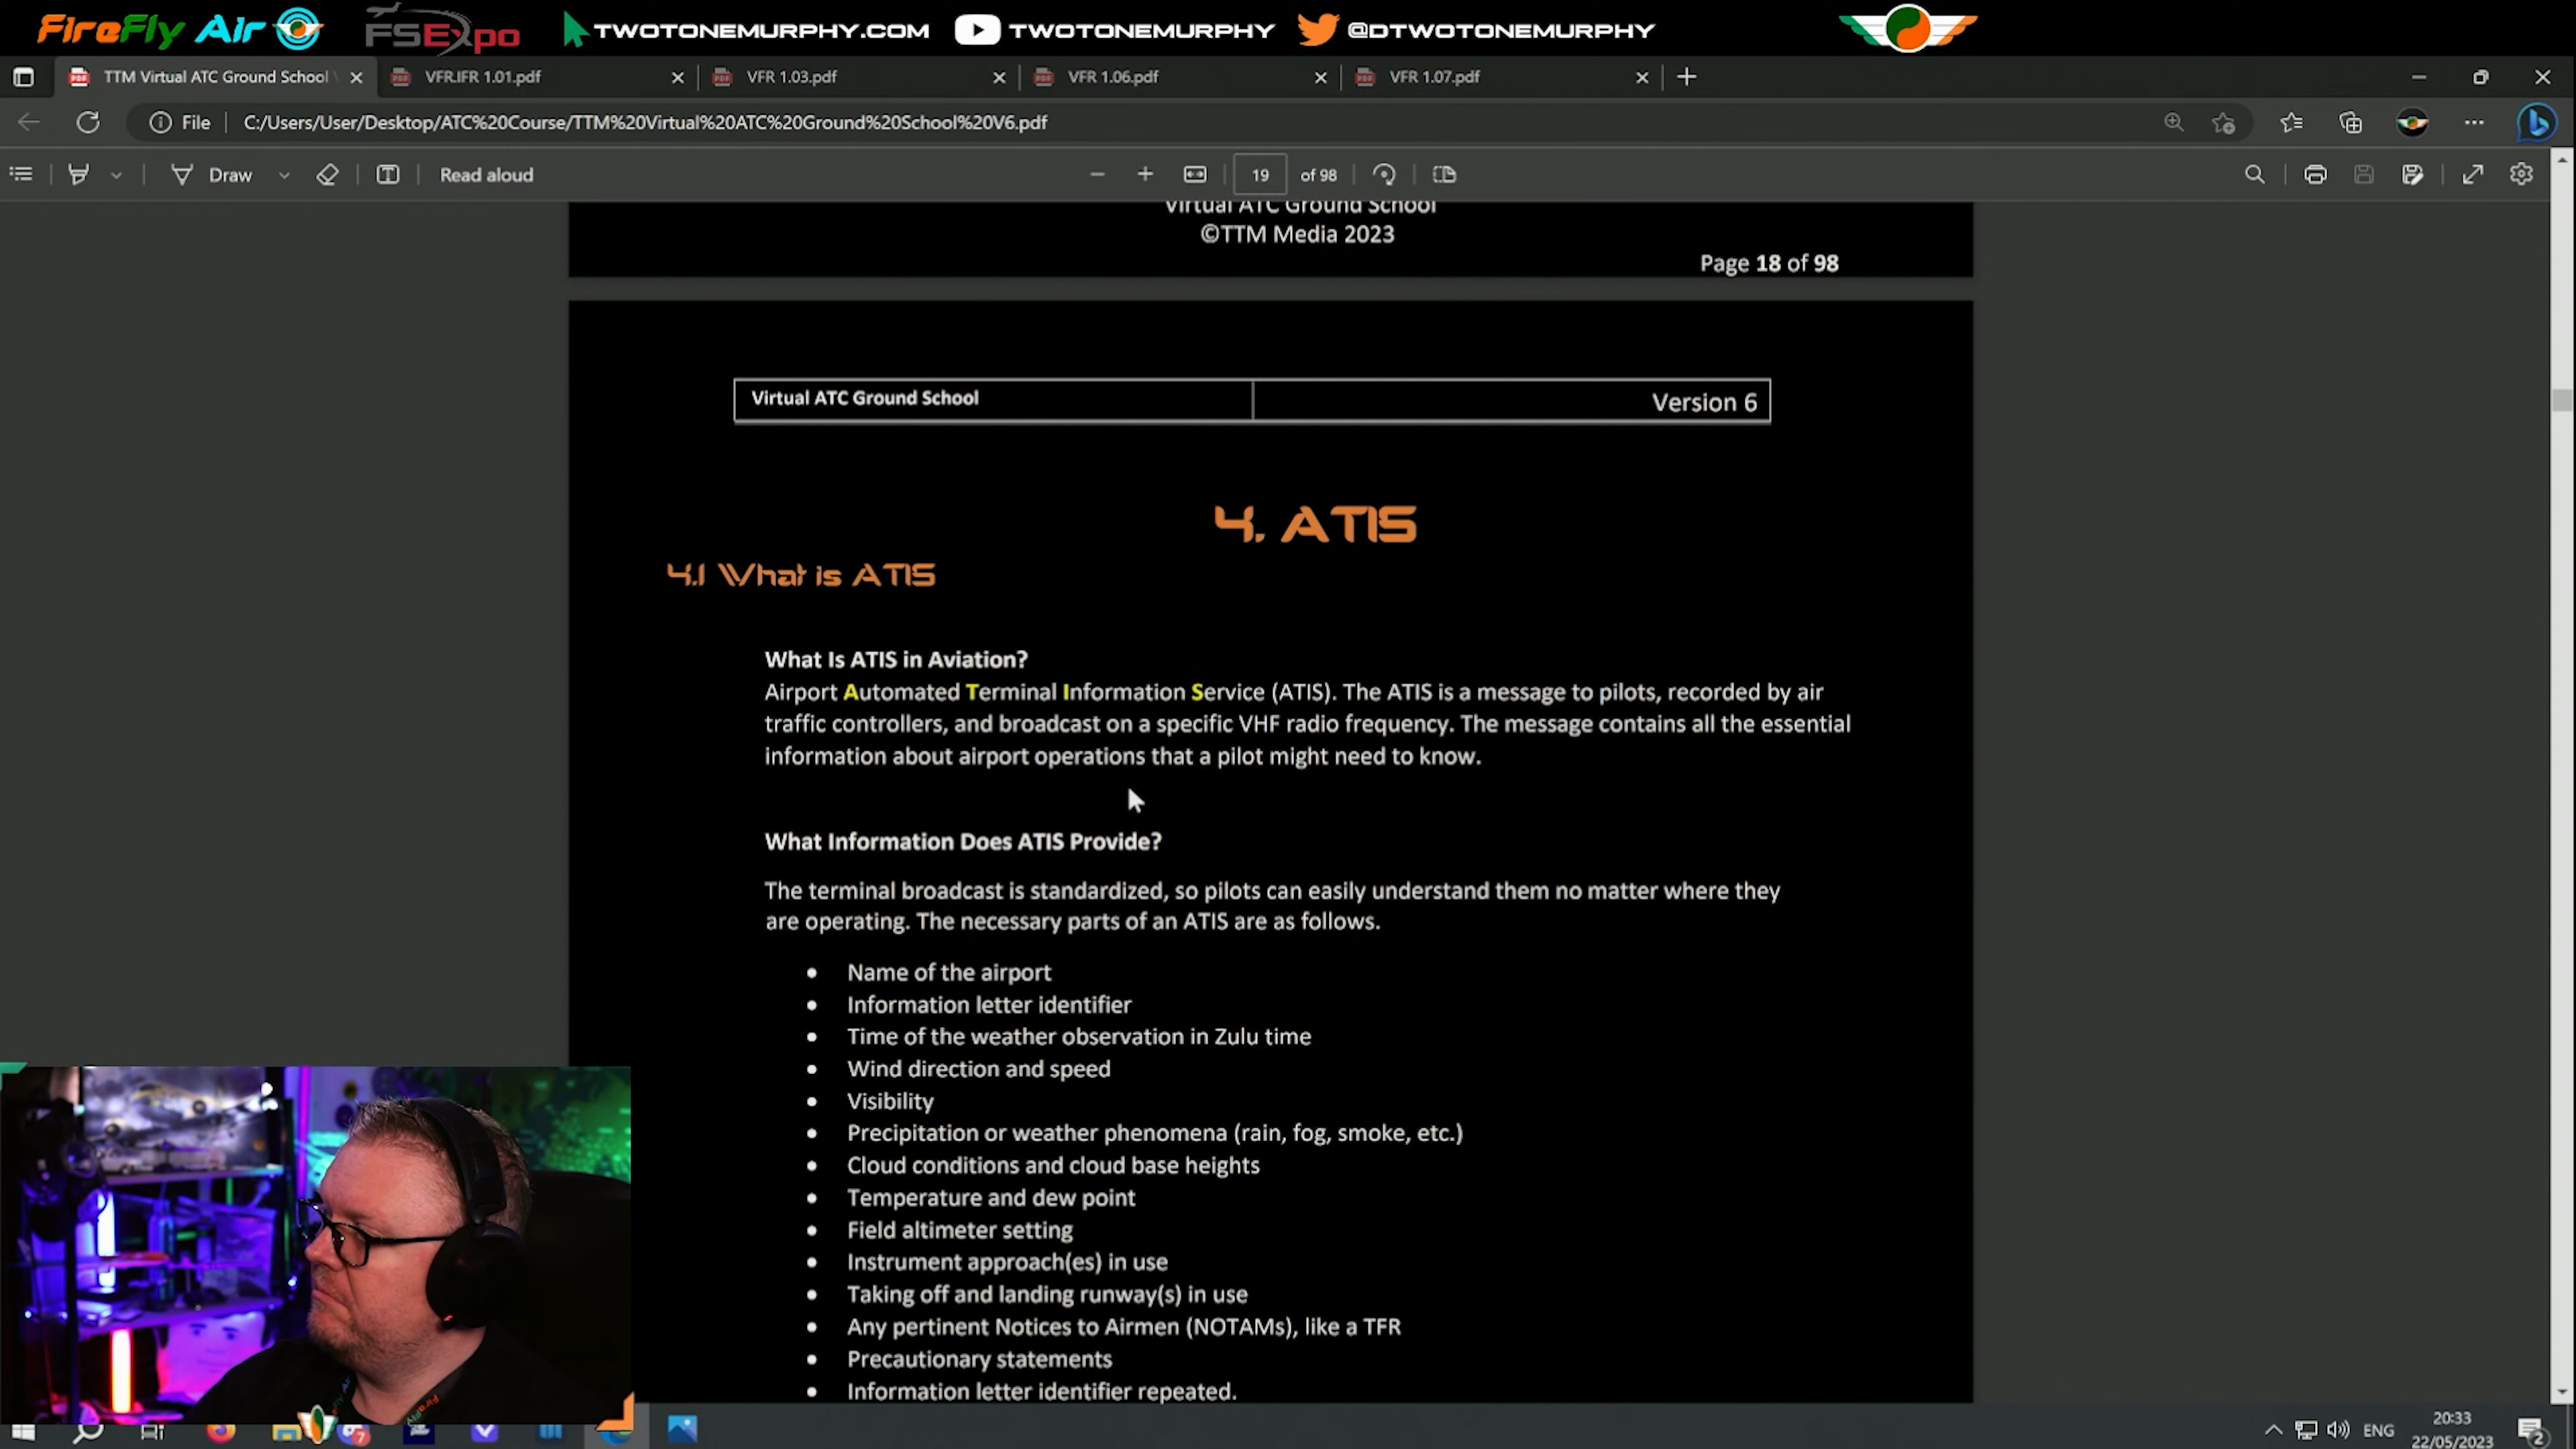 FireFly Air FSExpo TWOTONEMURPHY.COM TWOTONEMURPHY @DTWOTONEMURPHY
TTM Virtual ATC Ground School VFR.IFR 1.01.pdf VFR 1.03.pdf VFR 1.06.pdf VFR 1.07.pdf
File C:/Users/User/Desktop/ATC%20Course/TTM%20Virtual%20ATC%20Ground%20School%20V6.pdf
Draw Read aloud 19 of 98
Virtual ATC Ground School
©TTM Media 2023
Page 18 of 98
Virtual ATC Ground School Version 6
4. ATIS
4.1 What is ATIS
What Is ATIS in Aviation?
Airport Automated Terminal Information Service (ATIS). The ATIS is a message to pilots, recorded by air
traffic controllers, and broadcast on a specific VHF radio frequency. The message contains all the essential
information about airport operations that a pilot might need to know.
What Information Does ATIS Provide?
The terminal broadcast is standardized, so pilots can easily understand them no matter where they
are operating. The necessary parts of an ATIS are as follows.
• Name of the airport
• Information letter identifier
• Time of the weather observation in Zulu time
• Wind direction and speed
• Visibility
• Precipitation or weather phenomena (rain, fog, smoke, etc.)
• Cloud conditions and cloud base heights
• Temperature and dew point
• Field altimeter setting
• Instrument approach(es) in use
• Taking off and landing runway(s) in use
• Any pertinent Notices to Airmen (NOTAMs), like a TFR
• Precautionary statements
• Information letter identifier repeated.
ENG
20:33
22/05/2023
2
7